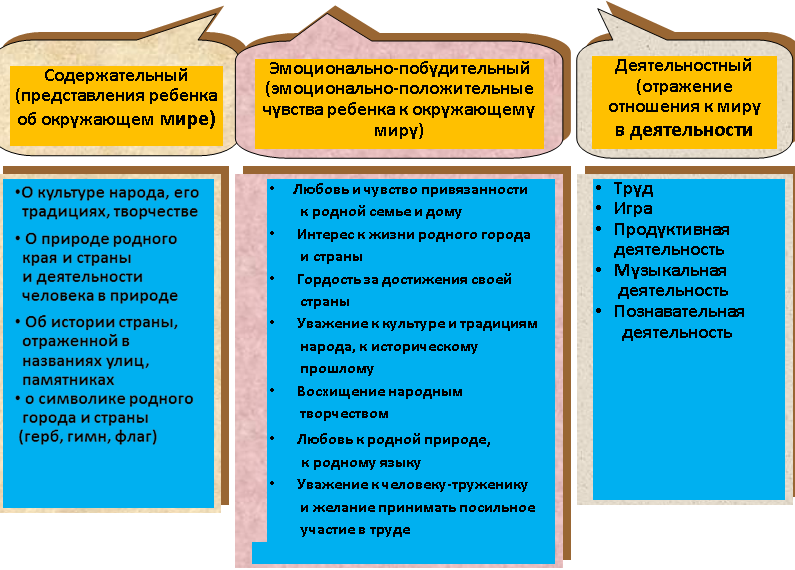 Содержательный
(представления ребенка
об окружающем мире)
• О культуре народа, его
традициях, творчестве
• О природе родного
края и страны
и деятельности
человека в природе
• Об истории страны,
отраженной в
названиях улиц,
памятниках
• о символике родного
города и страны
(герб, гимн, флаг)
Эмоционально-побудительный
(эмоционально-положительные
чувства ребенка к окружающему
миру)
• Любовь и чувство привязанности
к родной семье и дому
• Интерес к жизни родного города
и страны
• Гордость за достижения своей
страны
• Уважение к культуре и традициям
народа, к историческому
прошлому
• Восхищение народным
творчеством
• Любовь к родной природе,
к родному языку
• Уважение к человеку-труженику
и желание принимать посильное
участие в труде
Деятельностный
(отражение
отношения к миру
в деятельности
• Труд
• Игра
• Продуктивная
деятельность
• Музыкальная
деятельность
• Познавательная
деятельность